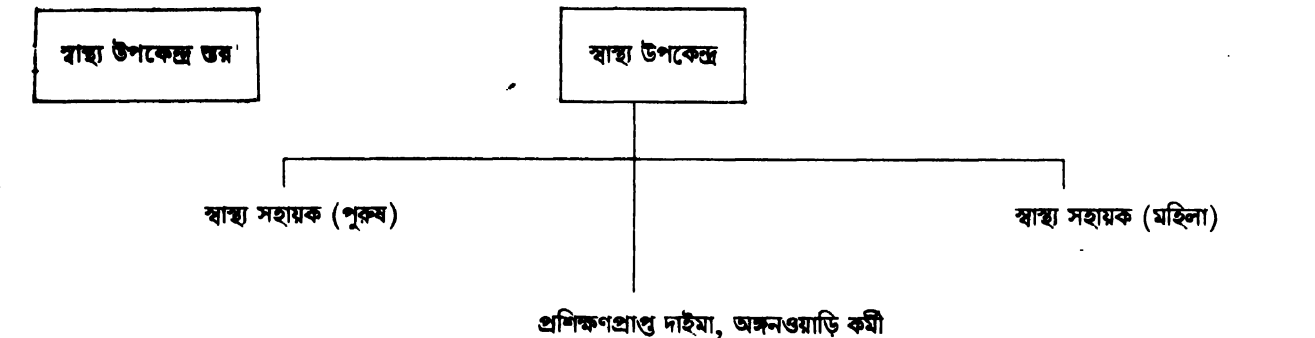 স্বাস্থ্য উপকেন্দ্র স্তর
স্বাস্থ্য উপকেন্দ্র
স্বাস্থ্য সহায়ক (পুরুষ)
স্বাস্থ্য সহায়ক (মহিলা)
প্রশিক্ষণপ্রাপ্ত দাইমা, অঙ্গনওয়াড়ি কর্মী